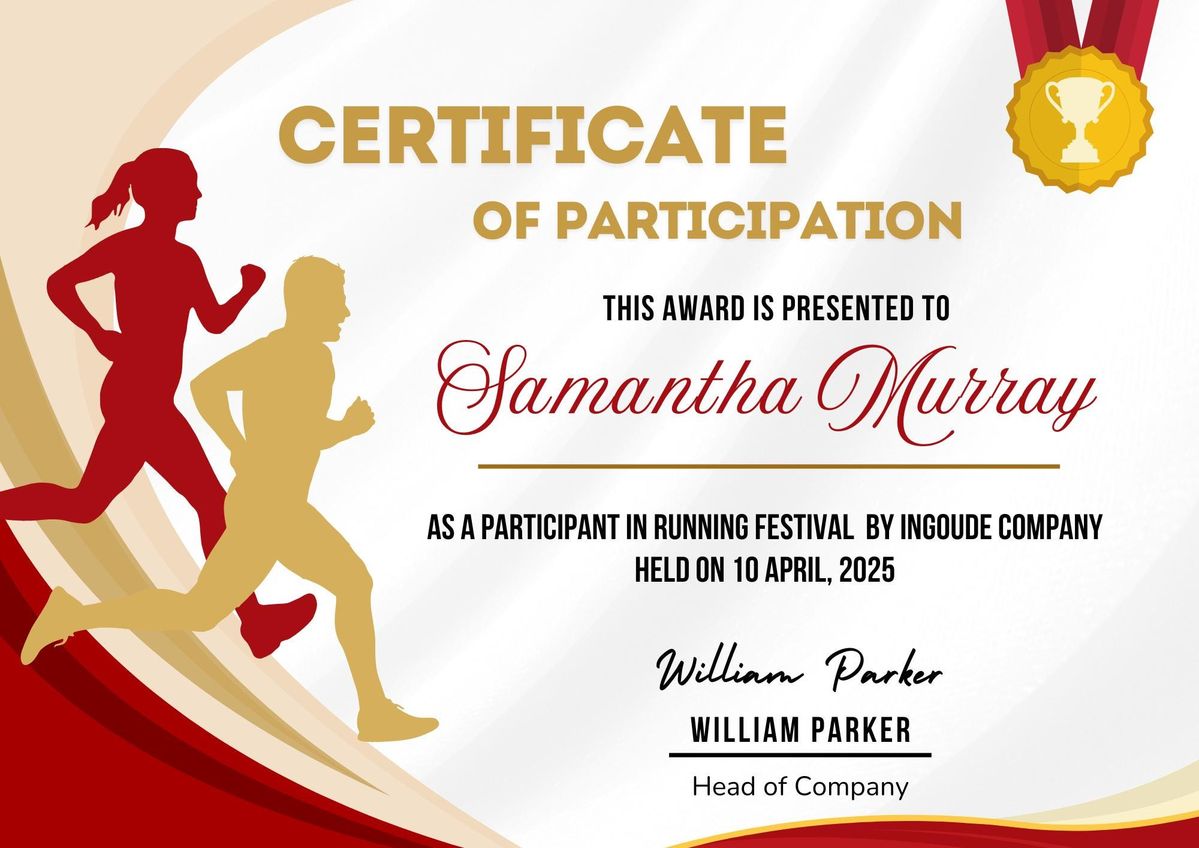 CERTIFICATE
OF PARTICIPATION
THIS AWARD IS PRESENTED TO
Samantha Murray
AS A PARTICIPANT IN RUNNING FESTIVAL BY INGOUDE COMPANY
HELD ON 10 APRIL, 2025
William Parker
WILLIAM PARKER
Head of Company